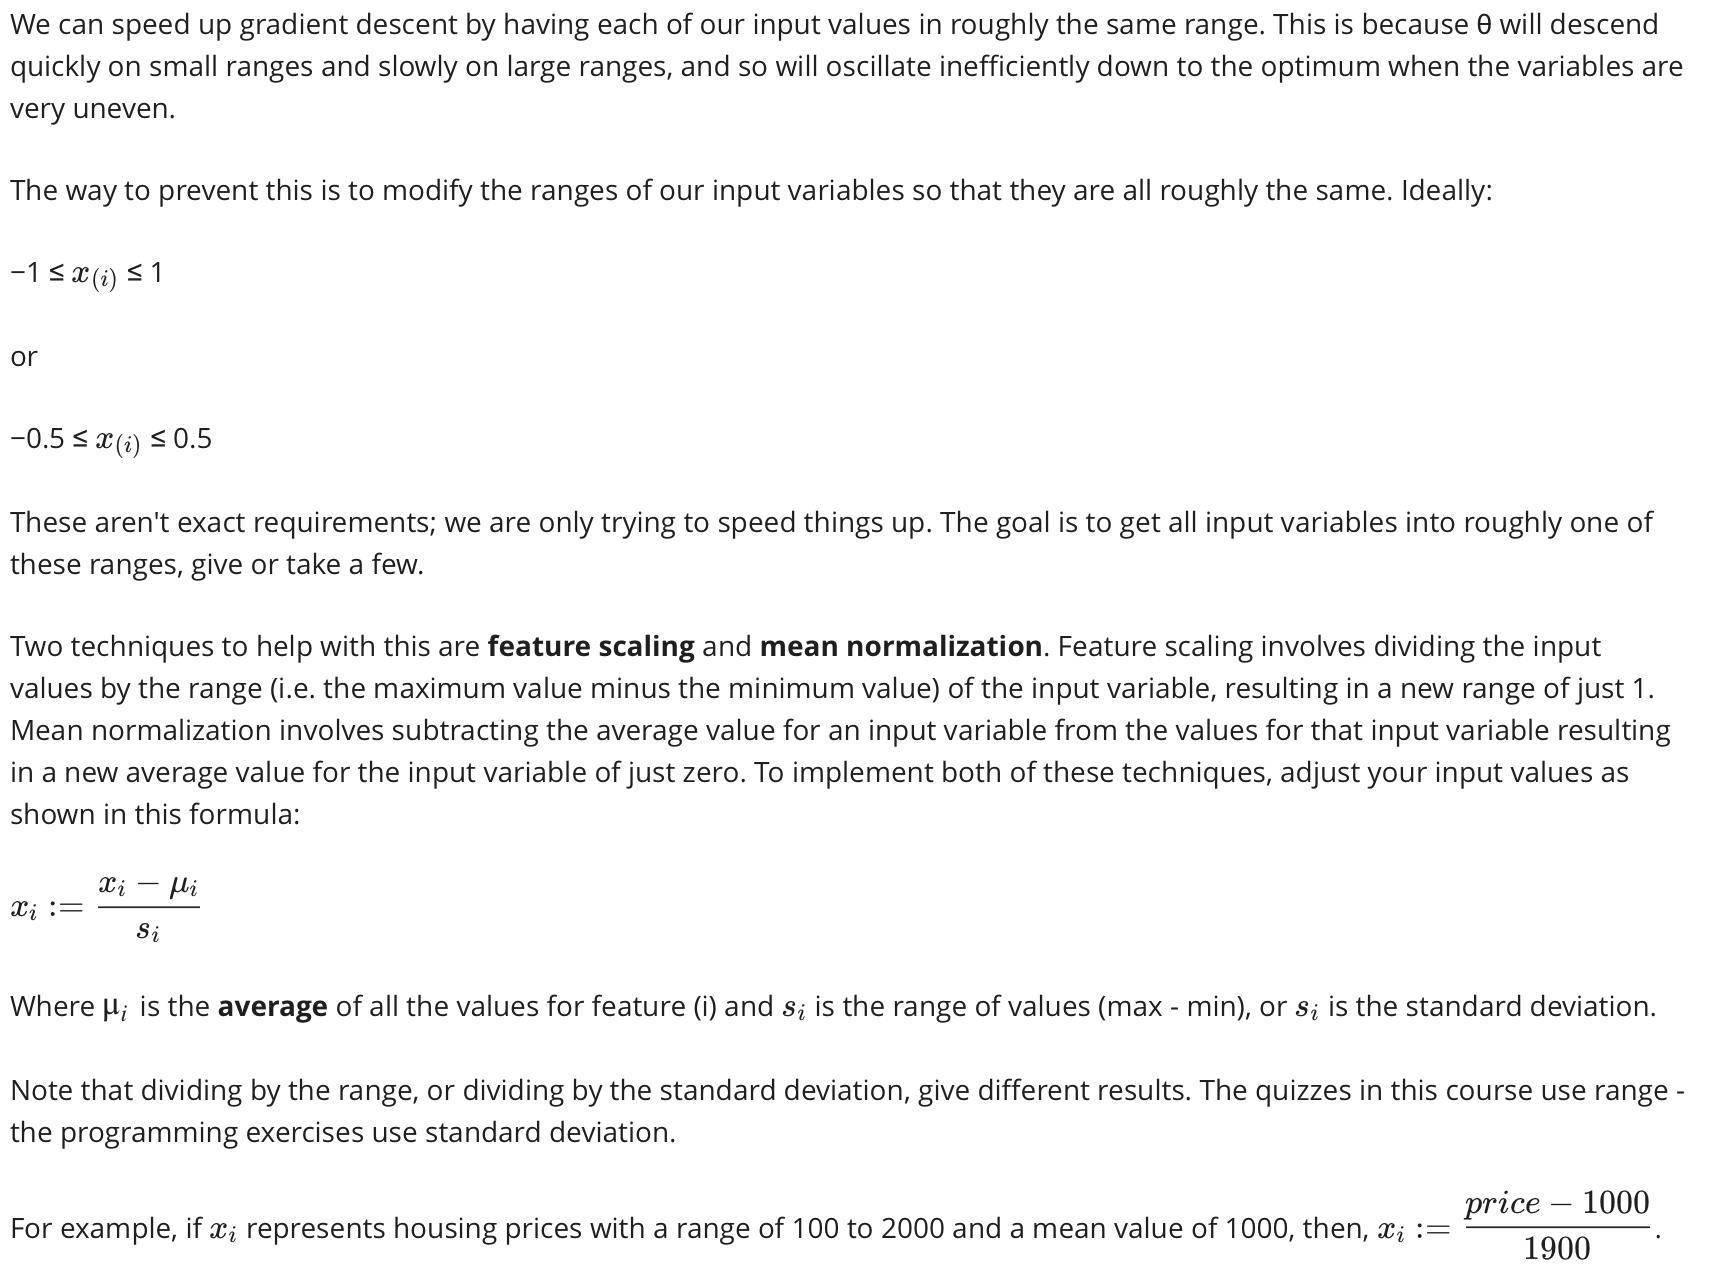 We can speed up gradient descent by having each of our input values in roughly the same range. This is because θ will descend
quickly on small ranges and slowly on large ranges, and so will oscillate inefficiently down to the optimum when the variables are
very uneven.
The way to prevent this is to modify the ranges of our input variables so that they are all roughly the same. Ideally:
−1 ≤ x(i) ≤ 1
or
−0.5 ≤ x(i) ≤ 0.5
These aren't exact requirements; we are only trying to speed things up. The goal is to get all input variables into roughly one of
these ranges, give or take a few.
Two techniques to help with this are feature scaling and mean normalization. Feature scaling involves dividing the input
values by the range (i.e. the maximum value minus the minimum value) of the input variable, resulting in a new range of just 1.
Mean normalization involves subtracting the average value for an input variable from the values for that input variable resulting
in a new average value for the input variable of just zero. To implement both of these techniques, adjust your input values as
shown in this formula:
xᵢ := (xᵢ − μᵢ) / sᵢ
Where μᵢ is the average of all the values for feature (i) and sᵢ is the range of values (max - min), or sᵢ is the standard deviation.
Note that dividing by the range, or dividing by the standard deviation, give different results. The quizzes in this course use range -
the programming exercises use standard deviation.
For example, if xᵢ represents housing prices with a range of 100 to 2000 and a mean value of 1000, then, xᵢ := (price − 1000) / 1900.